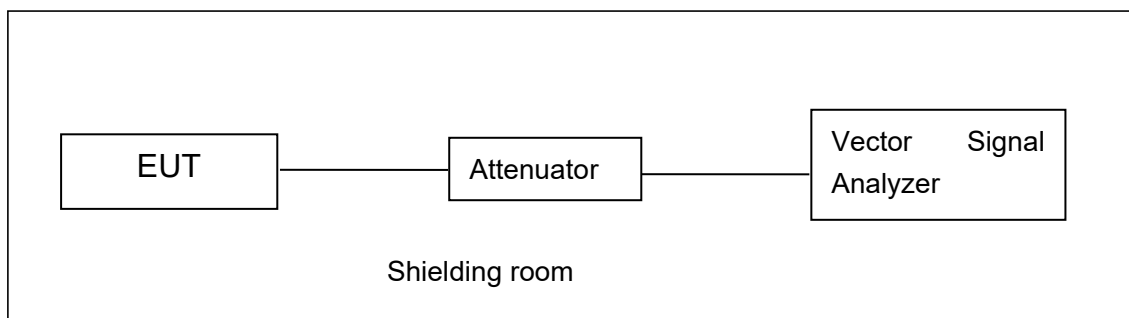 EUT
Attenuator
Vector Signal
Analyzer
Shielding room